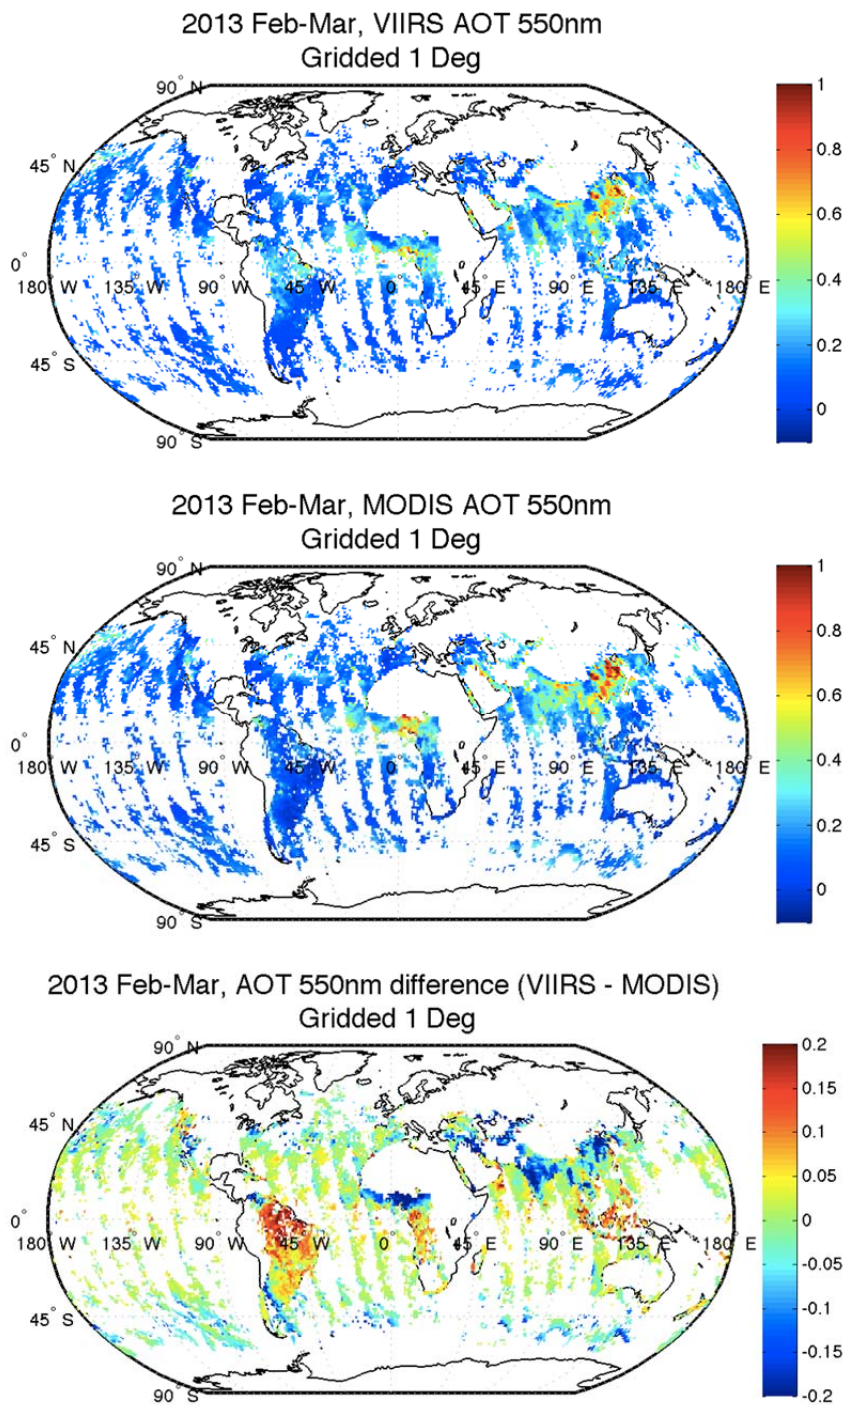 2013 Feb-Mar, VIIRS AOT 550nm
Gridded 1 Deg
90° N
45° N
0°
180° W 135° W 90° W 45° W 0° 45° E 90° E 135° E 180° E
45° S
90° S
1
0.8
0.6
0.4
0.2
0
2013 Feb-Mar, MODIS AOT 550nm
Gridded 1 Deg
90° N
45° N
0°
180° W 135° W 90° W 45° W 0° 45° E 90° E 135° E 180° E
45° S
90° S
1
0.8
0.6
0.4
0.2
0
2013 Feb-Mar, AOT 550nm difference (VIIRS - MODIS)
Gridded 1 Deg
90° N
45° N
0°
180° W 135° W 90° W 45° W 0° 45° E 90° E 135° E 180° E
45° S
90° S
0.2
0.15
0.1
0.05
0
-0.05
-0.1
-0.15
-0.2